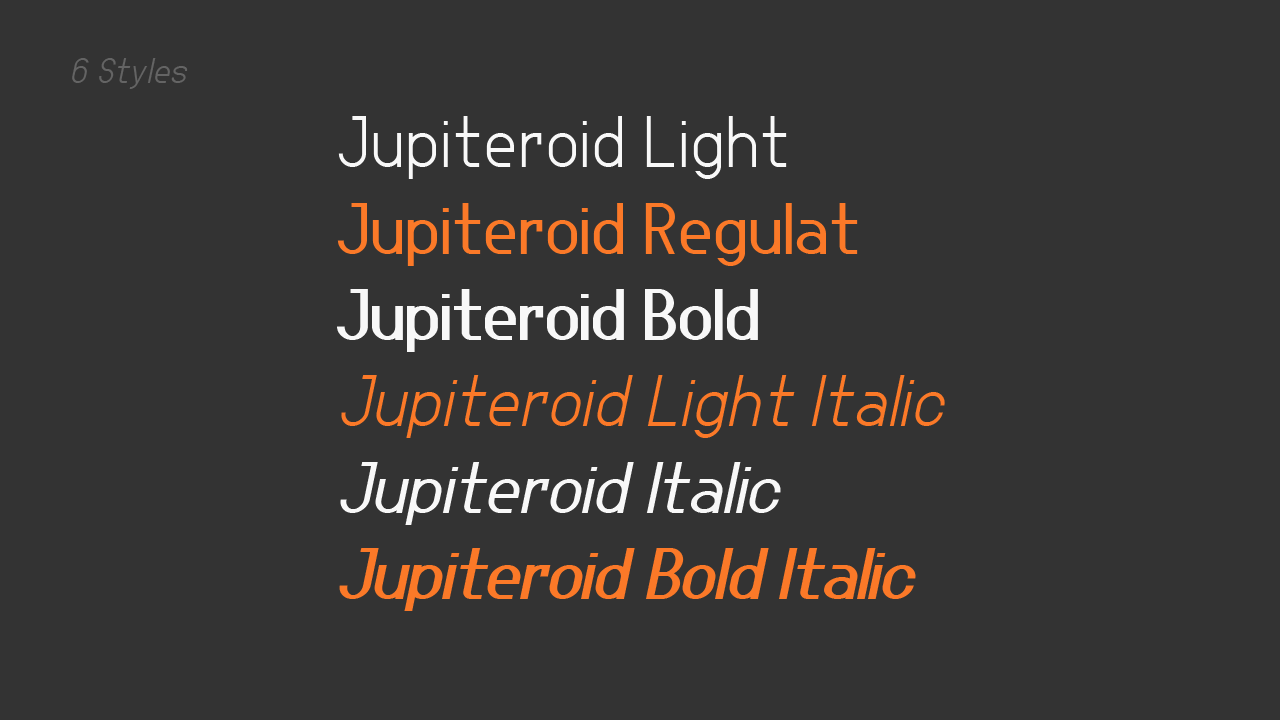 6 Styles
Jupiteroid Light
Jupiteroid Regulat
Jupiteroid Bold
Jupiteroid Light Italic
Jupiteroid Italic
Jupiteroid Bold Italic